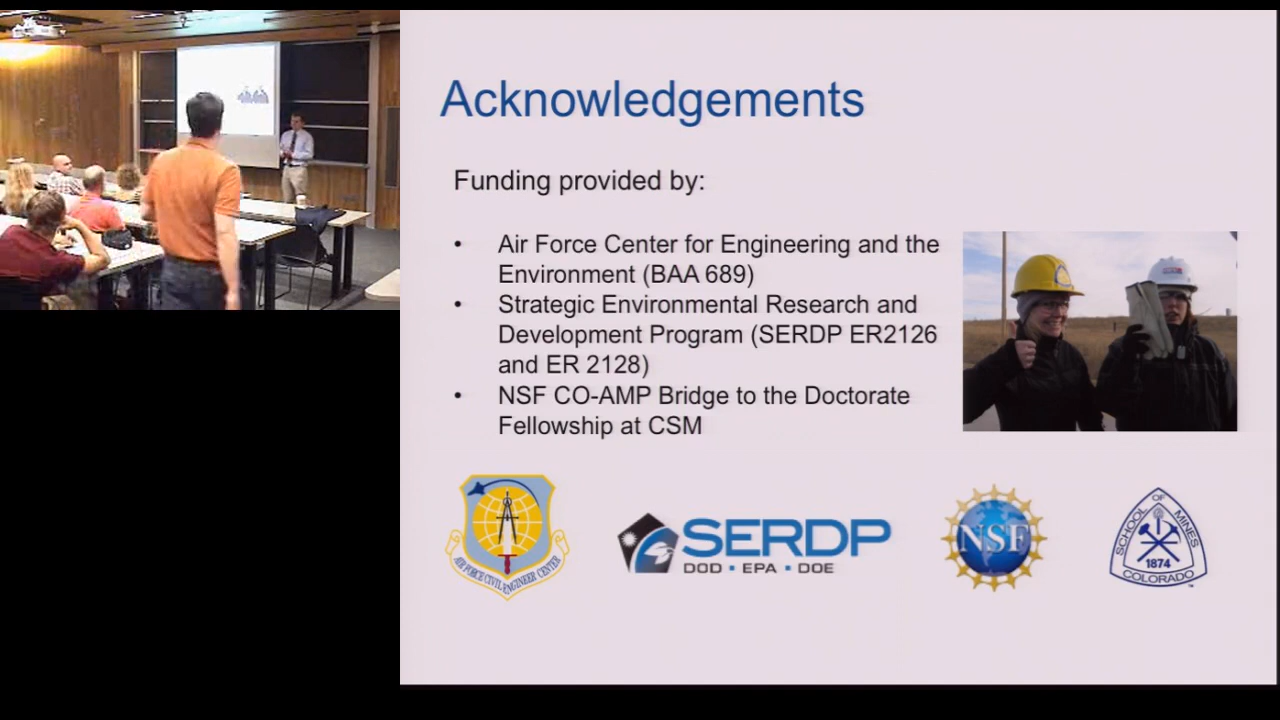 Acknowledgements
Funding provided by:
• Air Force Center for Engineering and the
Environment (BAA 689)
• Strategic Environmental Research and
Development Program (SERDP ER2126
and ER 2128)
• NSF CO-AMP Bridge to the Doctorate
Fellowship at CSM
AIR FORCE CIVIL ENGINEER CENTER
SERDP
DOD • EPA • DOE
NSF
SCHOOL OF MINES
1874
COLORADO
TM